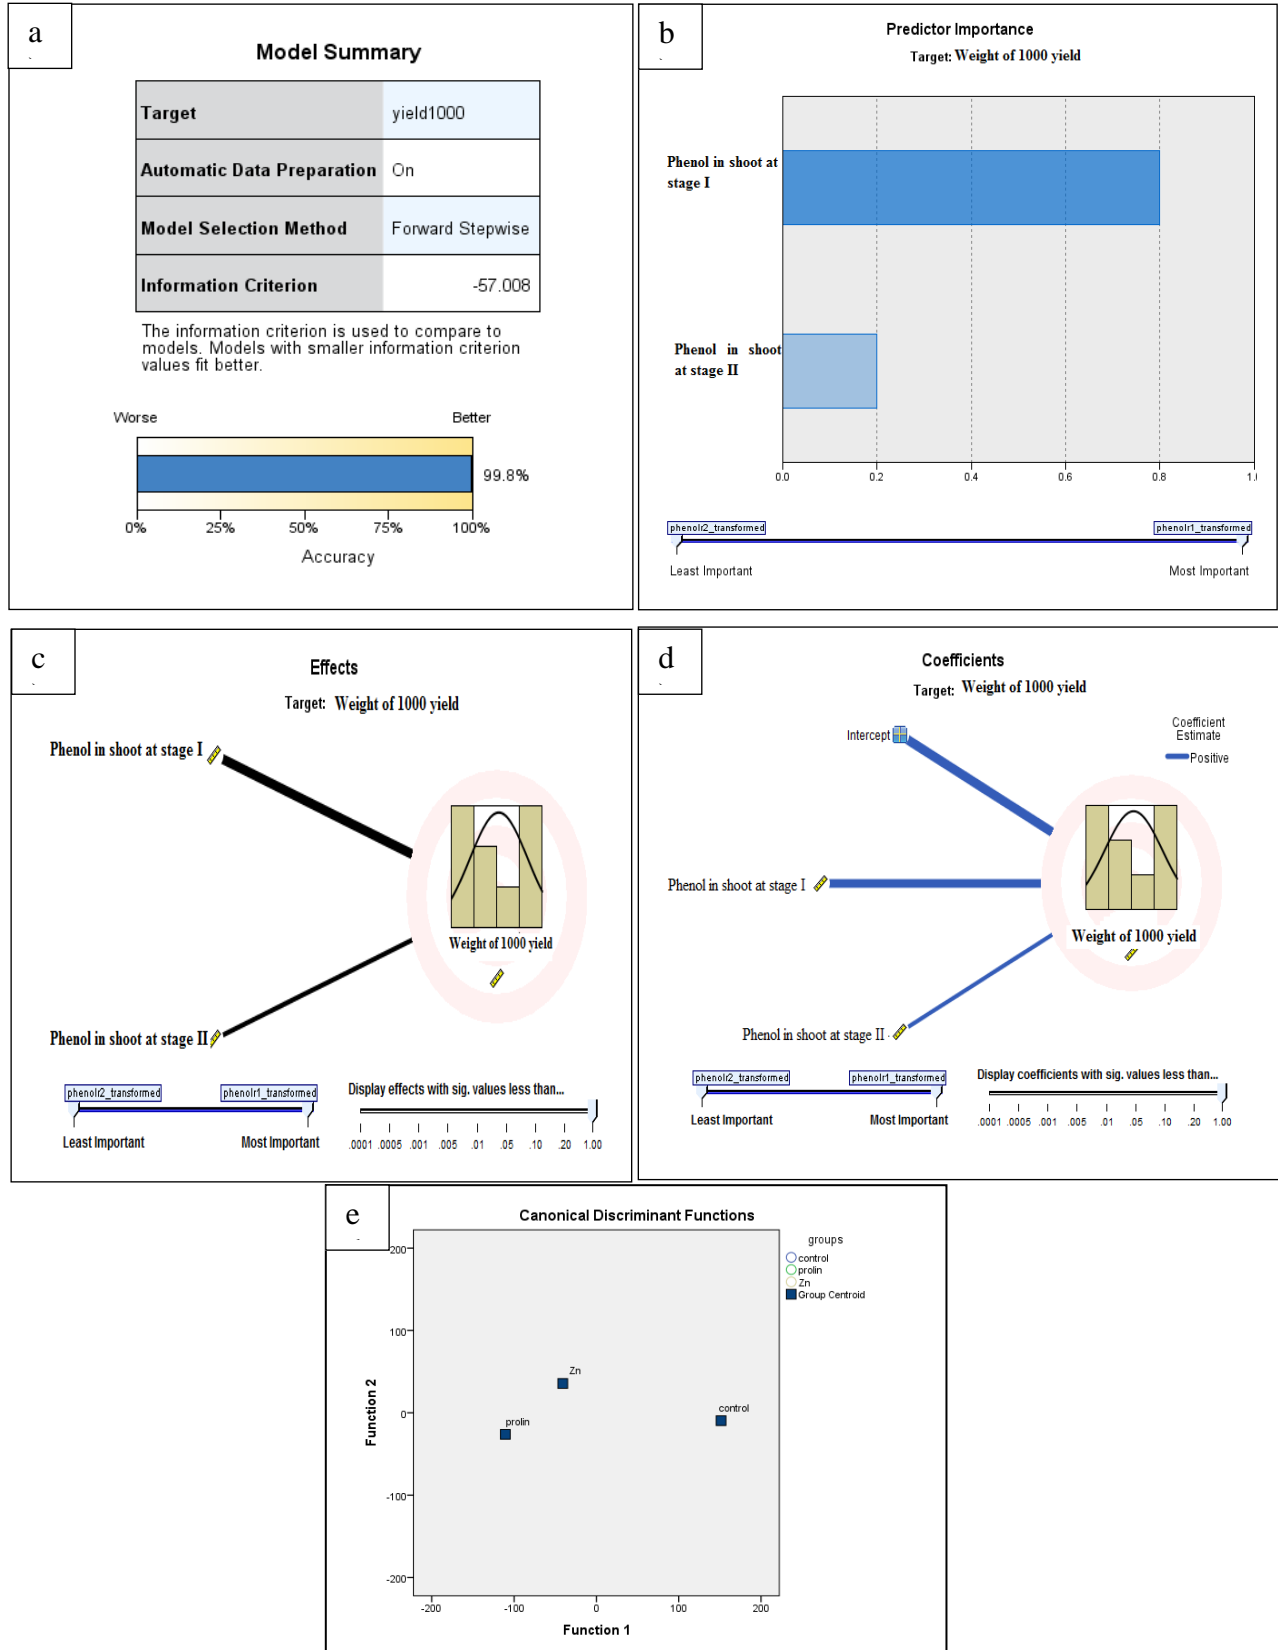 a
Model Summary
Target yield1000
Automatic Data Preparation On
Model Selection Method Forward Stepwise
Information Criterion -57.008
The information criterion is used to compare to
models. Models with smaller information criterion
values fit better.
Worse Better
99.8%
0% 25% 50% 75% 100%
Accuracy
b
Predictor Importance
Target: Weight of 1000 yield
Phenol in shoot at
stage I
Phenol in shoot
at stage II
0.0 0.2 0.4 0.6 0.8 1.
phenolr2_transformed phenolr1_transformed
Least Important Most Important
c
Effects
Target: Weight of 1000 yield
Phenol in shoot at stage I
Weight of 1000 yield
Phenol in shoot at stage II
phenolr2_transformed phenolr1_transformed
Least Important Most Important
Display effects with sig. values less than...
.0001 .0005 .001 .005 .01 .05 .10 .20 1.00
d
Coefficients
Target: Weight of 1000 yield
Intercept
Coefficient
Estimate
Positive
Phenol in shoot at stage I
Weight of 1000 yield
Phenol in shoot at stage II
phenolr2_transformed phenolr1_transformed
Least Important Most Important
Display coefficients with sig. values less than...
.0001 .0005 .001 .005 .01 .05 .10 .20 1.00
e
Canonical Discriminant Functions
groups
control
prolin
Zn
Group Centroid
200
100
0
-100
-200
Function 2
Zn
control
prolin
-200 -100 0 100 200
Function 1